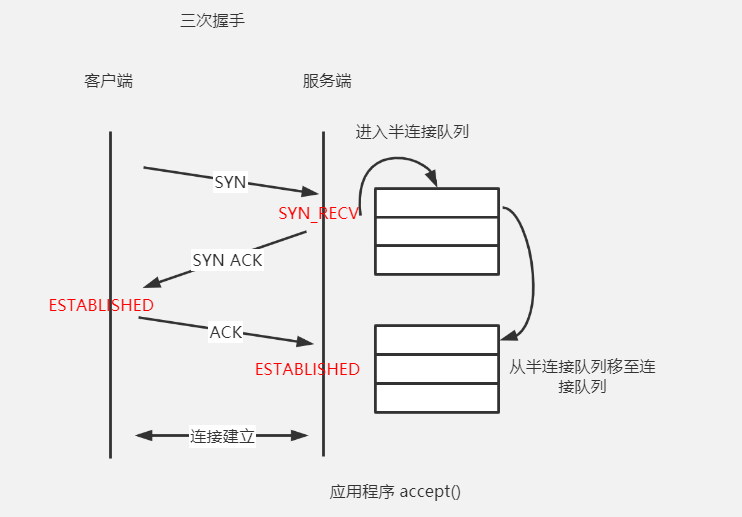 三次握手
客户端
服务端
进入半连接队列
SYN
SYN_RECV
SYN ACK
ESTABLISHED
ACK
ESTABLISHED
从半连接队列移至连
接队列
连接建立
应用程序 accept()